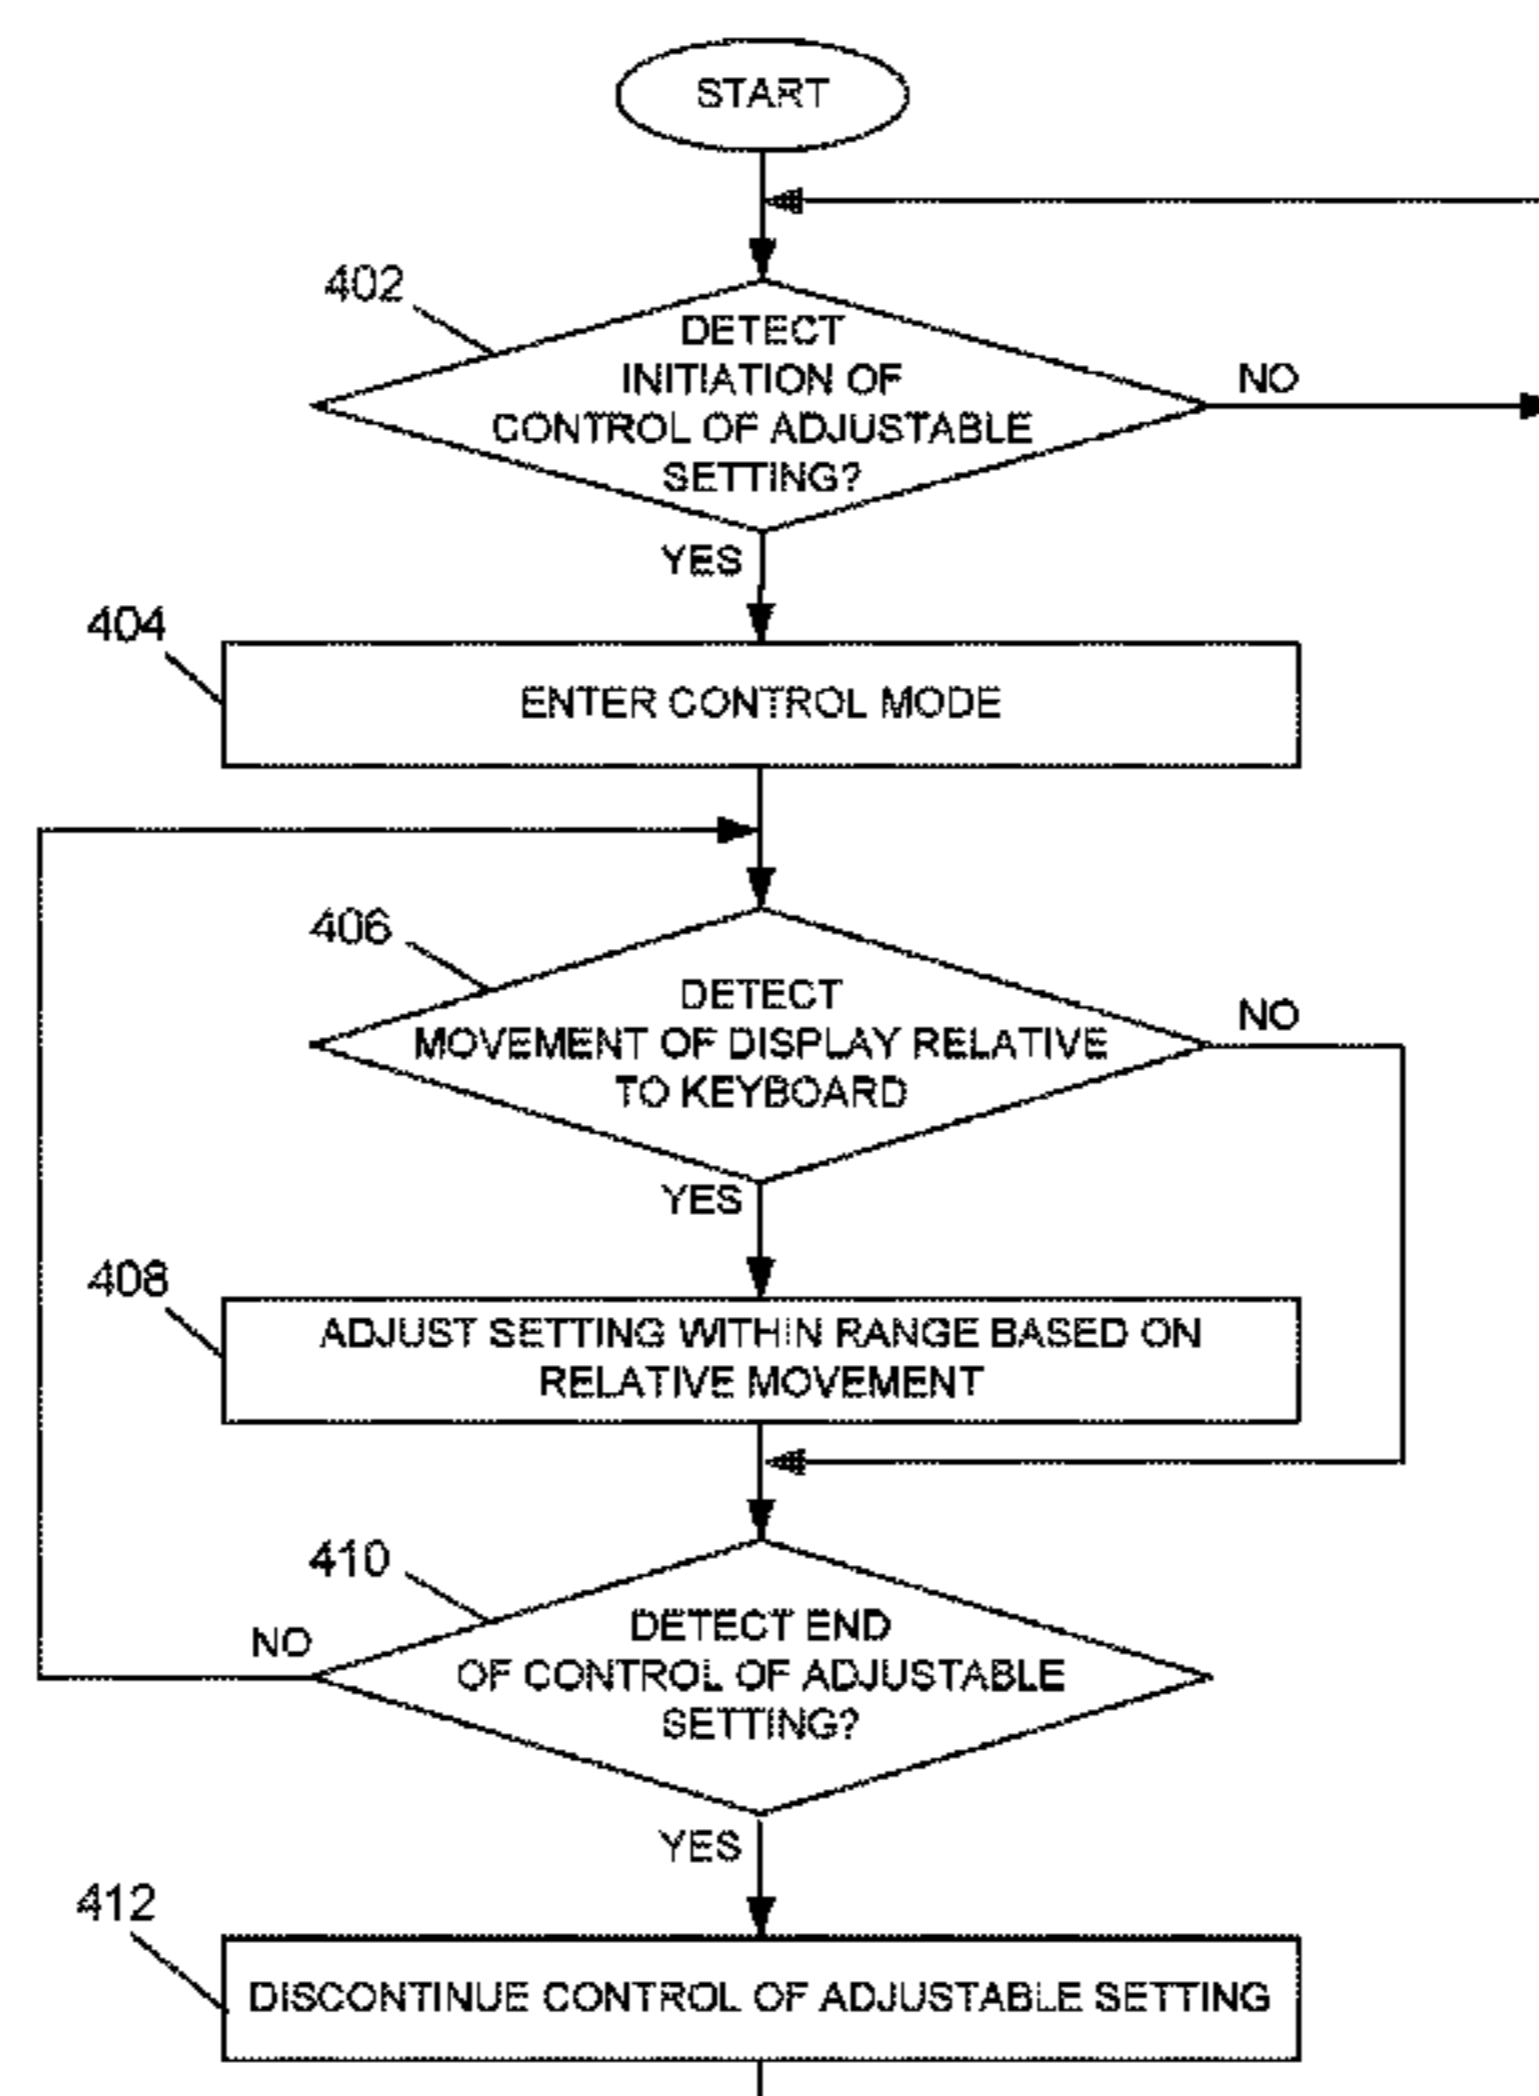 START
402
DETECT
INITIATION OF
CONTROL OF ADJUSTABLE
SETTING?
NO
YES
404
ENTER CONTROL MODE
406
DETECT
MOVEMENT OF DISPLAY RELATIVE
TO KEYBOARD
NO
YES
408
ADJUST SETTING WITHIN RANGE BASED ON
RELATIVE MOVEMENT
410
DETECT END
OF CONTROL OF ADJUSTABLE
SETTING?
NO
YES
412
DISCONTINUE CONTROL OF ADJUSTABLE SETTING